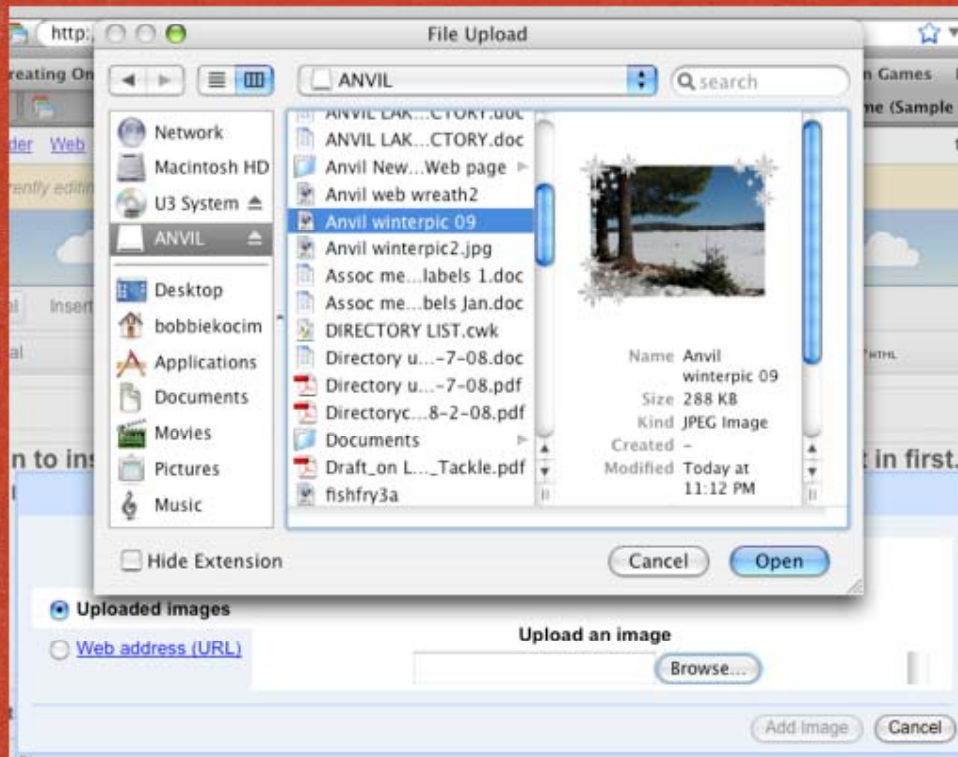 http:
File Upload
reating On
n Games
ANVIL
search
me (Sample
der Web
ently editin
Network
Macintosh HD
U3 System
ANVIL
Desktop
bobbiekocim
Applications
Documents
Movies
Pictures
Music
ANVIL LAK...CTORY.doc
ANVIL LAK...CTORY.doc
Anvil New...Web page
Anvil web wreath2
Anvil winterpic 09
Anvil winterpic2.jpg
Assoc me...labels 1.doc
Assoc me...bels Jan.doc
DIRECTORY LIST.cwk
Directory u...-7-08.doc
Directory u...-7-08.pdf
Directoryc...8-2-08.pdf
Documents
Draft_on L..._Tackle.pdf
fishfry3a
Name Anvil
winterpic 09
Size 288 KB
Kind JPEG Image
Created –
Modified Today at
11:12 PM
Insert
HTML
n to ins
t in first.
Hide Extension
Cancel
Open
Uploaded images
Web address (URL)
Upload an image
Browse...
Add Image
Cancel